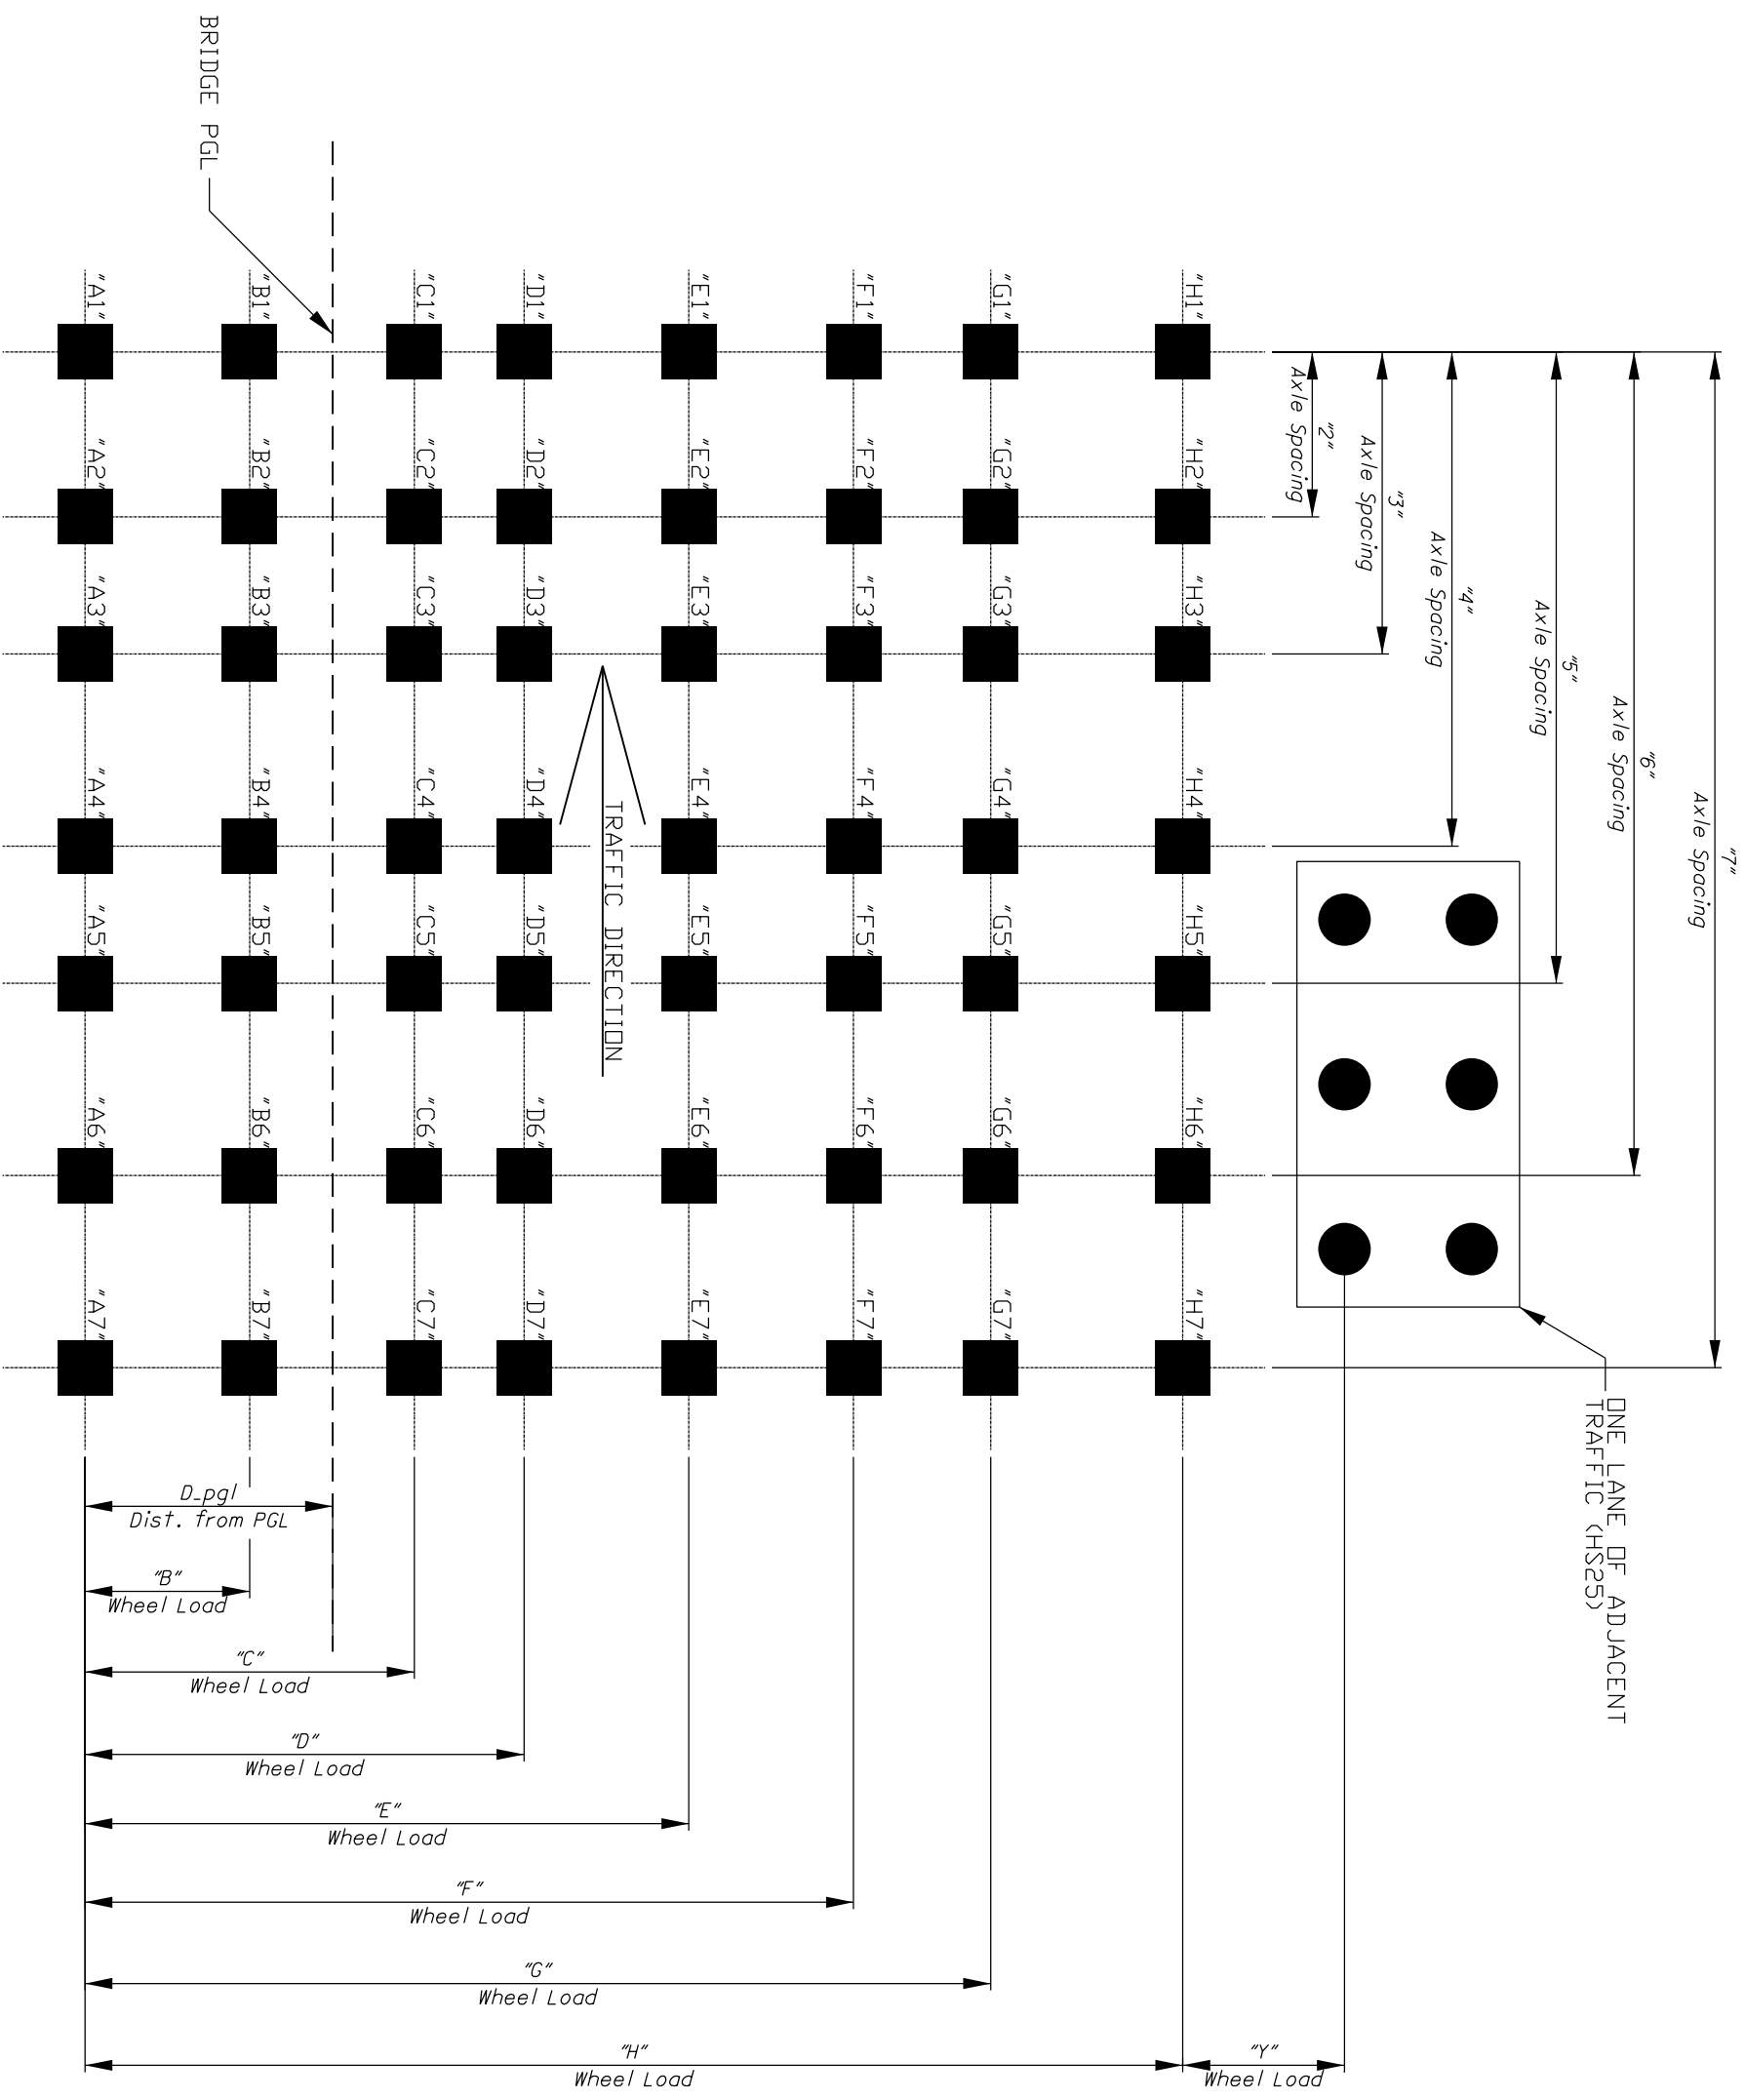 BRIDGE PGL
"A1"
"B1"
"C1"
"D1"
"E1"
"F1"
"G1"
"H1"
"A2"
"B2"
"C2"
"D2"
"E2"
"F2"
"G2"
"H2"
"A3"
"B3"
"C3"
"D3"
"E3"
"F3"
"G3"
"H3"
"A4"
"B4"
"C4"
"D4"
"E4"
"F4"
"G4"
"H4"
"A5"
"B5"
"C5"
"D5"
"E5"
"F5"
"G5"
"H5"
"A6"
"B6"
"C6"
"D6"
"E6"
"F6"
"G6"
"H6"
"A7"
"B7"
"C7"
"D7"
"E7"
"F7"
"G7"
"H7"
TRAFFIC DIRECTION
"2"
Axle Spacing
"3"
Axle Spacing
"4"
Axle Spacing
"5"
Axle Spacing
"6"
Axle Spacing
"7"
Axle Spacing
ONE LANE OF ADJACENT
TRAFFIC (HS25)
D_pgl
Dist. from PGL
"B"
Wheel Load
"C"
Wheel Load
"D"
Wheel Load
"E"
Wheel Load
"F"
Wheel Load
"G"
Wheel Load
"H"
Wheel Load
"Y"
Wheel Load